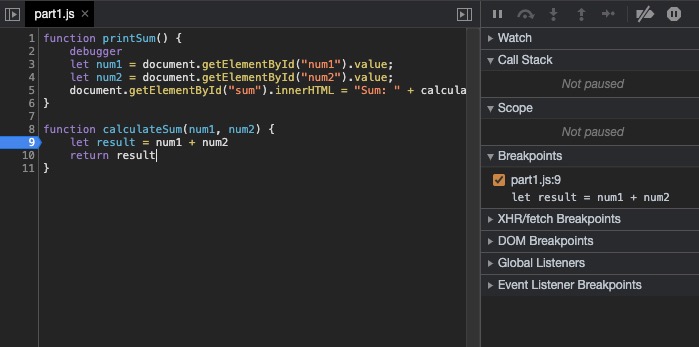 part1.js ×
1 function printSum() {
2 debugger
3 let num1 = document.getElementById("num1").value;
4 let num2 = document.getElementById("num2").value;
5 document.getElementById("sum").innerHTML = "Sum: " + calcula
6 }
7
8 function calculateSum(num1, num2) {
9 let result = num1 + num2
10 return result
11 }
Watch
Call Stack
Not paused
Scope
Not paused
Breakpoints
part1.js:9
let result = num1 + num2
XHR/fetch Breakpoints
DOM Breakpoints
Global Listeners
Event Listener Breakpoints